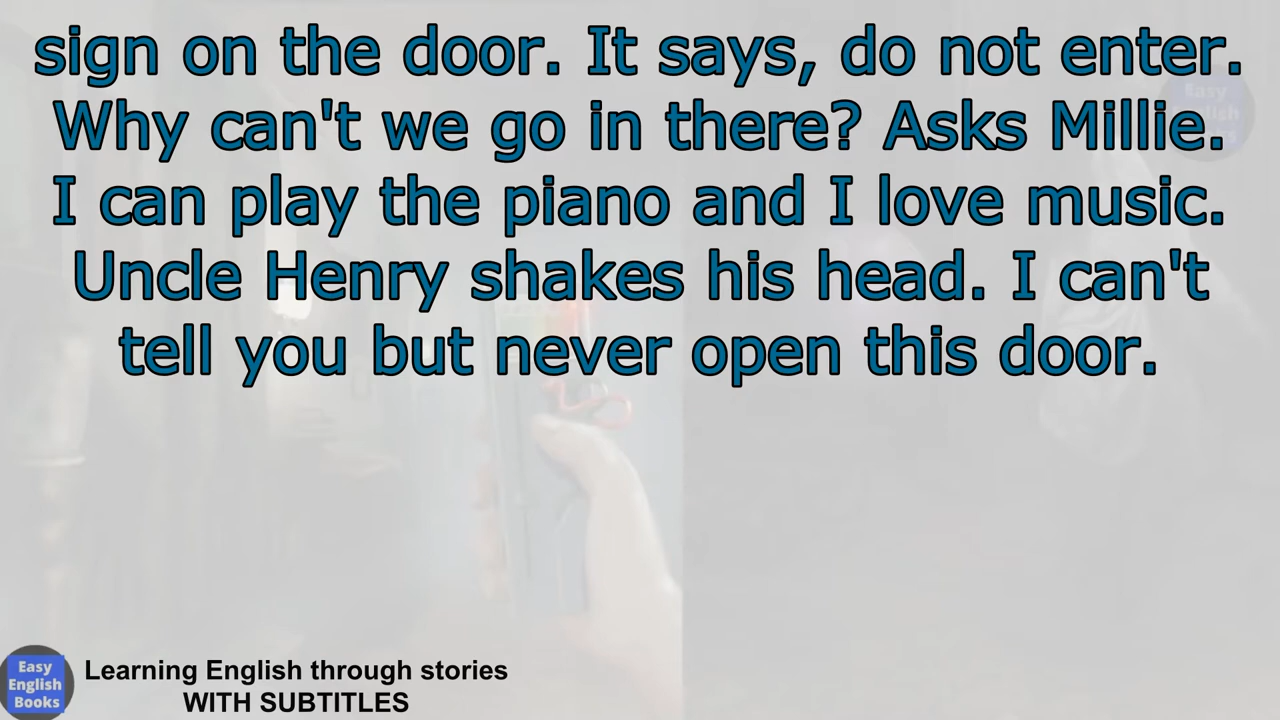 sign on the door. It says, do not enter.
Why can't we go in there? Asks Millie.
I can play the piano and I love music.
Uncle Henry shakes his head. I can't
tell you but never open this door.
Easy
English
Books
Learning English through stories
WITH SUBTITLES